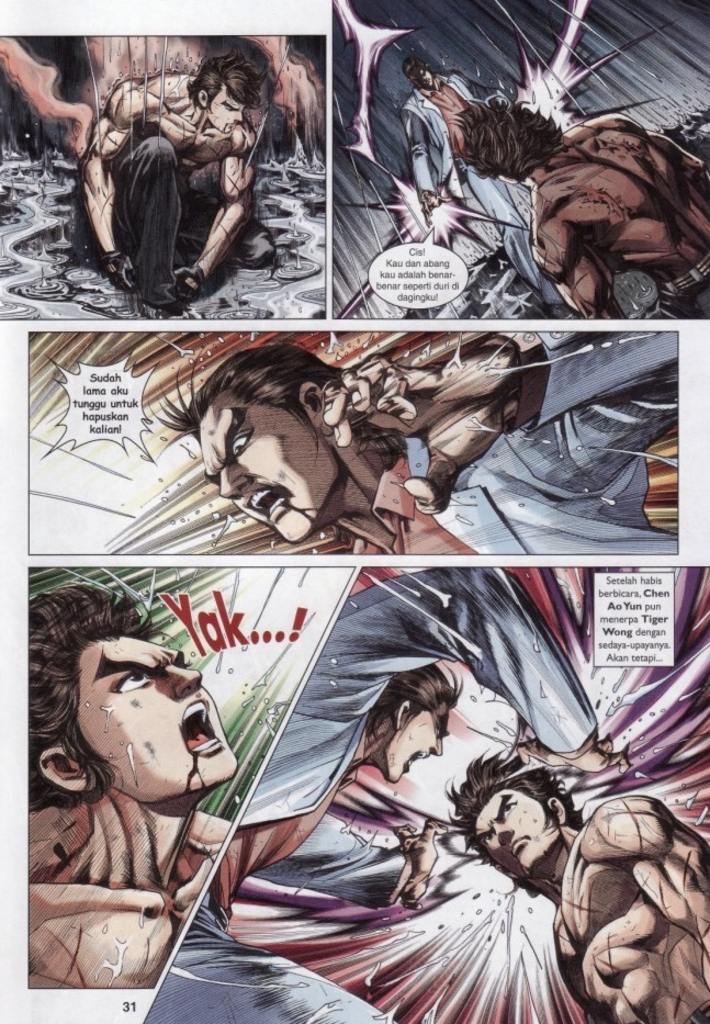 Cis!
Kau dan abang
kau adalah benar-
benar seperti duri di
dagingku!
Sudah
lama aku
tunggu untuk
hapuskan
kalian!
Yak...!
Setelah habis
berbicara, Chen
Ao Yun pun
menerpa Tiger
Wong dengan
sedaya-upayanya.
Akan tetapi...
31